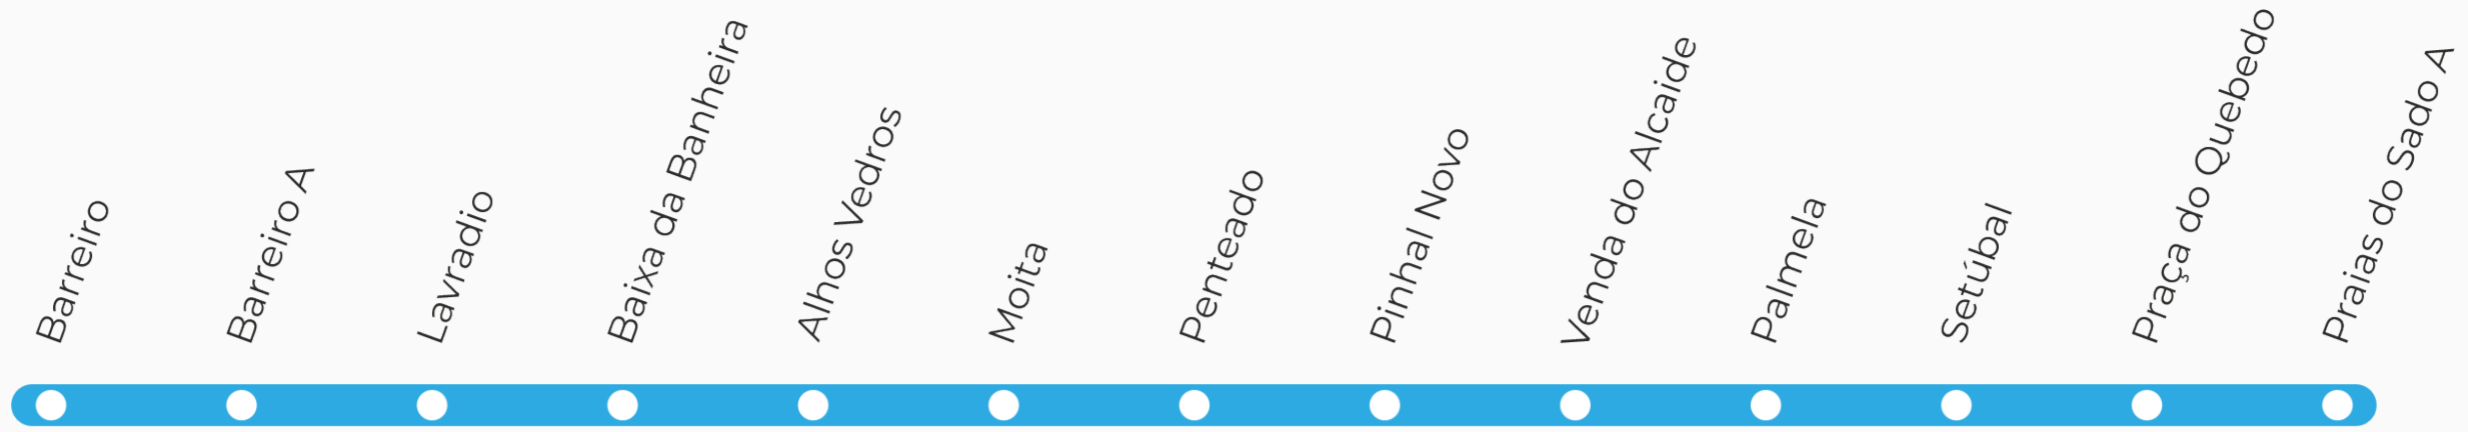 Barreiro
Barreiro A
Lavradio
Baixa da Banheira
Alhos Vedros
Moita
Penteado
Pinhal Novo
Venda do Alcaide
Palmela
Setúbal
Praça do Quebedo
Praias do Sado A